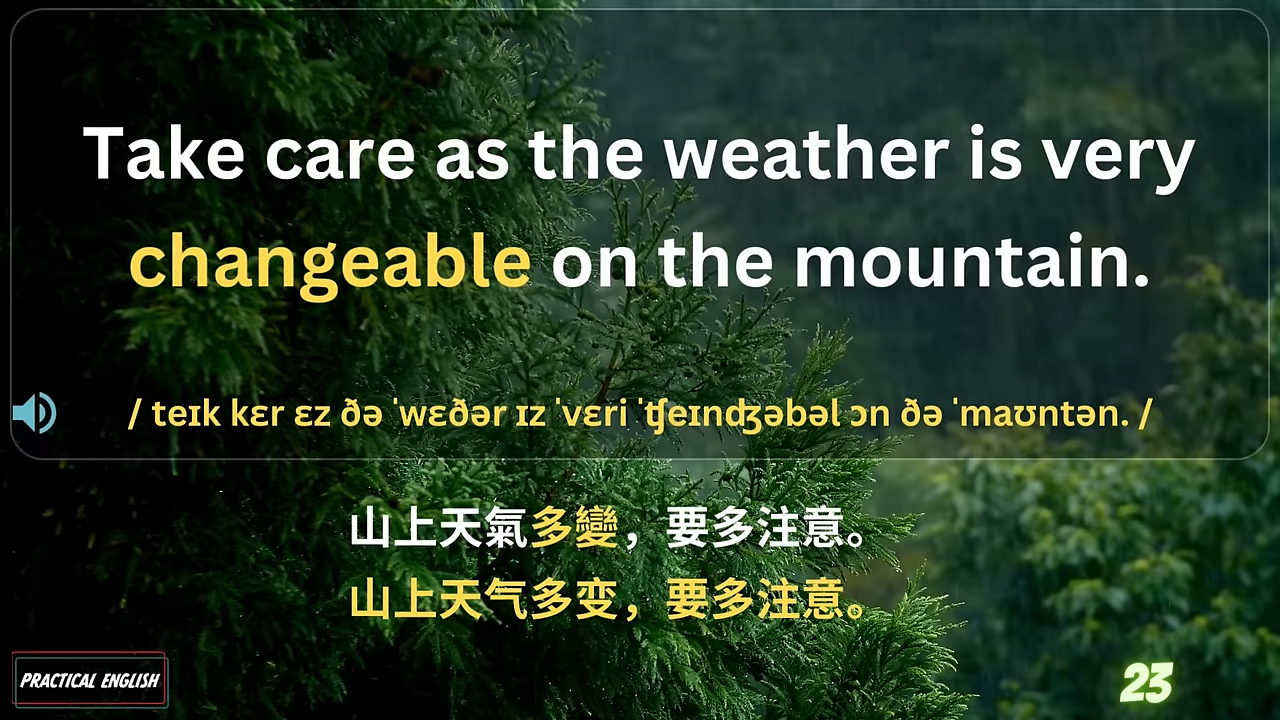 Take care as the weather is very
changeable on the mountain.
/ teɪk kɛr ɛz ðə ˈwɛðər ɪz ˈvɛri ˈʧeɪnʤəbəl ɔn ðə ˈmaʊntən. /
山上天氣多變，要多注意。
山上天气多变，要多注意。
PRACTICAL ENGLISH
23